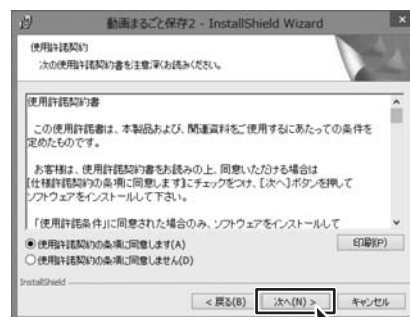 動画まるごと保存2 - InstallShield Wizard
使用許諾契約
次の使用許諾契約書を注意深くお読みください。
使用許諾契約書
この使用許諾書は、本製品および、関連資料をご使用するにあたっての条件を
定めたものです。
お客様は、使用許諾契約書をお読みの上、同意いただける場合は
[仕様許諾契約の条項に同意します]にチェックをつけ、[次へ]ボタンを押して
ソフトウェアをインストールして下さい。
「使用許諾条件」に同意された場合のみ、ソフトウェアをインストールして
使用許諾契約の条項に同意します(A)
印刷(P)
使用許諾契約の条項に同意しません(D)
InstallShield
< 戻る(B)
次へ(N) >
キャンセル